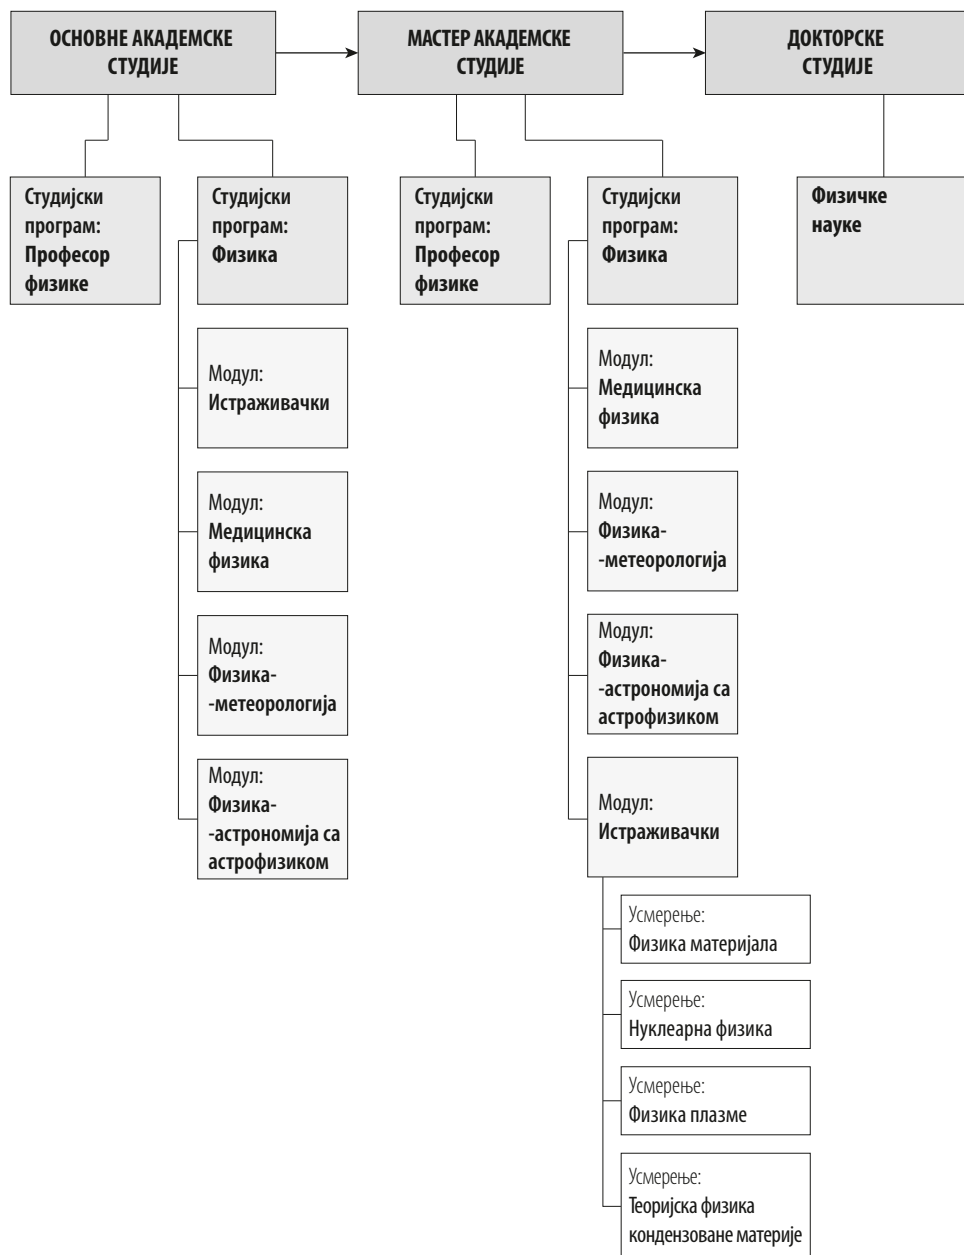 ОСНОВНЕ АКАДЕМСКЕ
СТУДИЈЕ
МАСТЕР АКАДЕМСКЕ
СТУДИЈЕ
ДОКТОРСКЕ
СТУДИЈЕ
Студијски
програм:
Професор
физике
Студијски
програм:
Физика
Модул:
Истраживачки
Модул:
Медицинска
физика
Модул:
Физика-
-метеорологија
Модул:
Физика-
-астрономија са
астрофизиком
Студијски
програм:
Професор
физике
Студијски
програм:
Физика
Модул:
Медицинска
физика
Модул:
Физика-
-метеорологија
Модул:
Физика-
-астрономија са
астрофизиком
Модул:
Истраживачки
Усмерење:
Физика материјала
Усмерење:
Нуклеарна физика
Усмерење:
Физика плазме
Усмерење:
Теоријска физика
кондензоване материје
Физичке
науке